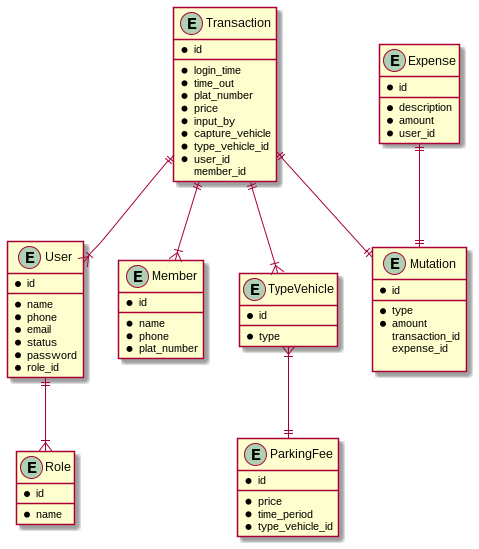 E Transaction
id
login_time
time_out
plat_number
price
input_by
capture_vehicle
type_vehicle_id
user_id
member_id
E Expense
id
description
amount
user_id
E User
id
name
phone
email
status
password
role_id
E Member
id
name
phone
plat_number
E TypeVehicle
id
type
E Mutation
id
type
amount
transaction_id
expense_id
E Role
id
name
E ParkingFee
id
price
time_period
type_vehicle_id